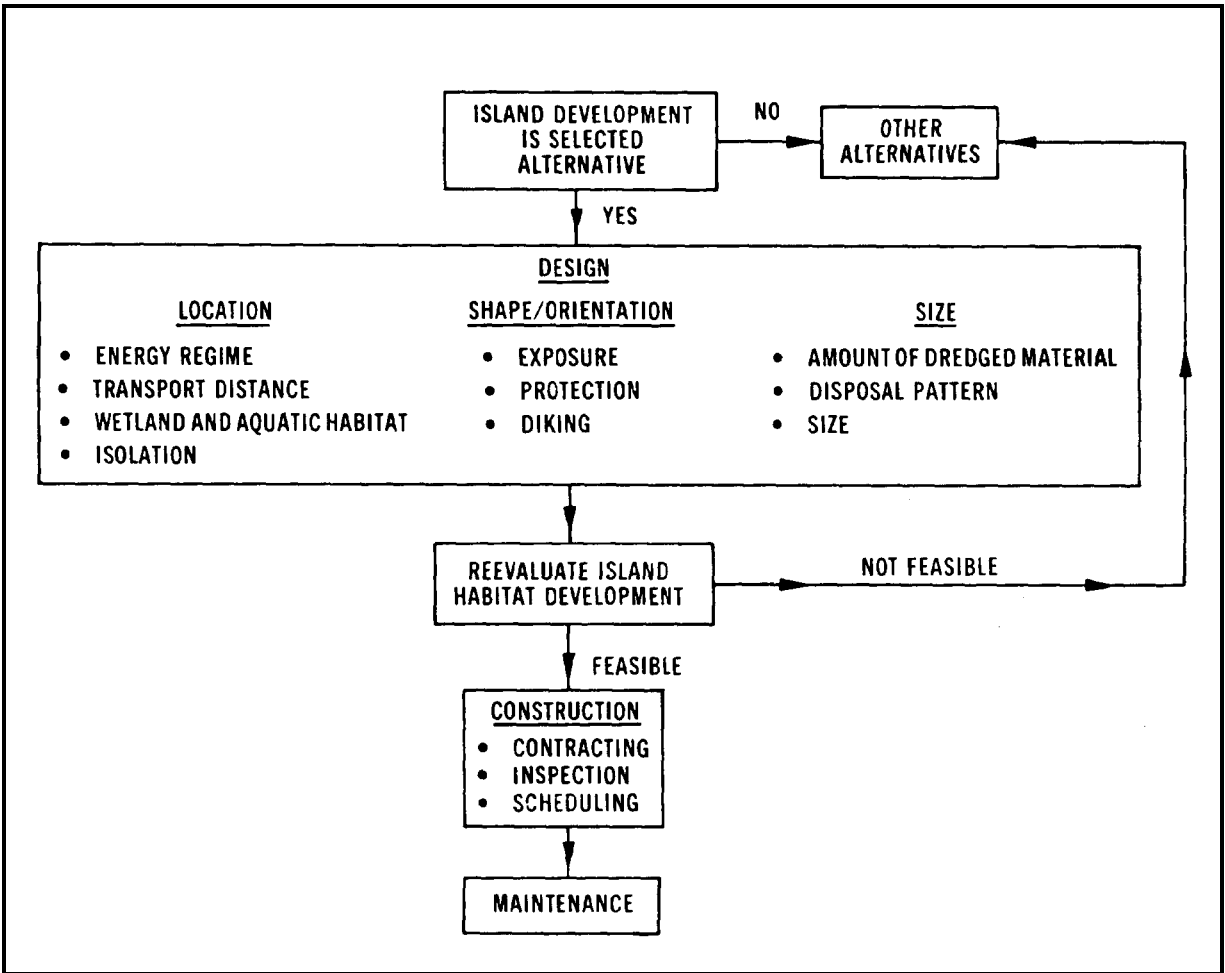 ISLAND DEVELOPMENT
IS SELECTED
ALTERNATIVE
NO
OTHER
ALTERNATIVES
YES
DESIGN
LOCATION
• ENERGY REGIME
• TRANSPORT DISTANCE
• WETLAND AND AQUATIC HABITAT
• ISOLATION
SHAPE/ORIENTATION
• EXPOSURE
• PROTECTION
• DIKING
SIZE
• AMOUNT OF DREDGED MATERIAL
• DISPOSAL PATTERN
• SIZE
REEVALUATE ISLAND
HABITAT DEVELOPMENT
NOT FEASIBLE
FEASIBLE
CONSTRUCTION
• CONTRACTING
• INSPECTION
• SCHEDULING
MAINTENANCE